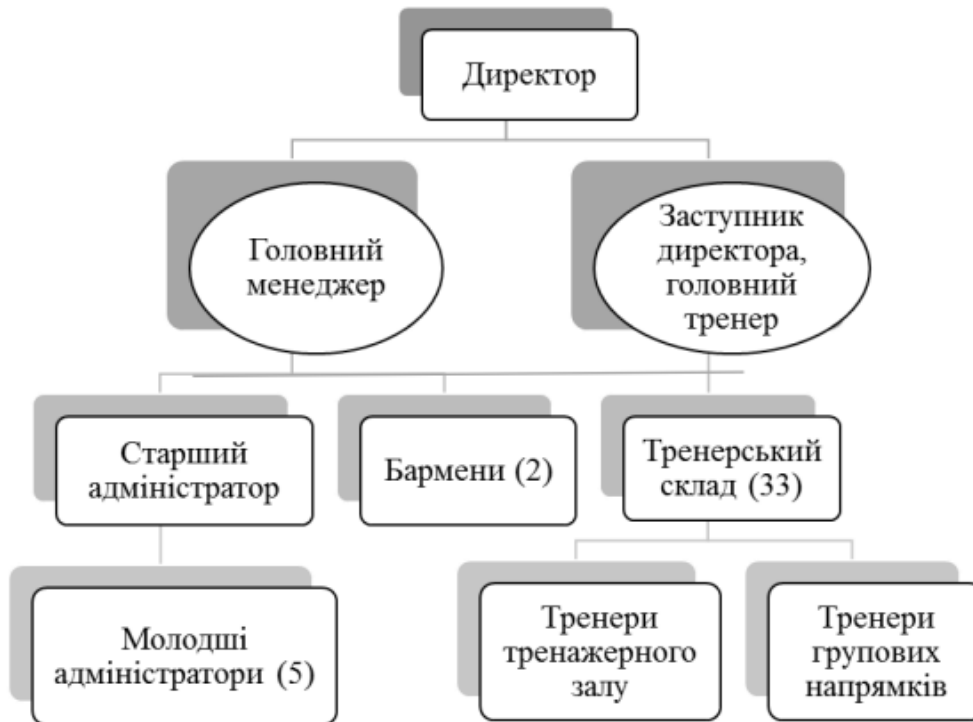 Директор
Головний
менеджер
Заступник
директора,
головний
тренер
Старший
адміністратор
Бармени (2)
Тренерський
склад (33)
Молодші
адміністратори (5)
Тренери
тренажерного
залу
Тренери
групових
напрямків